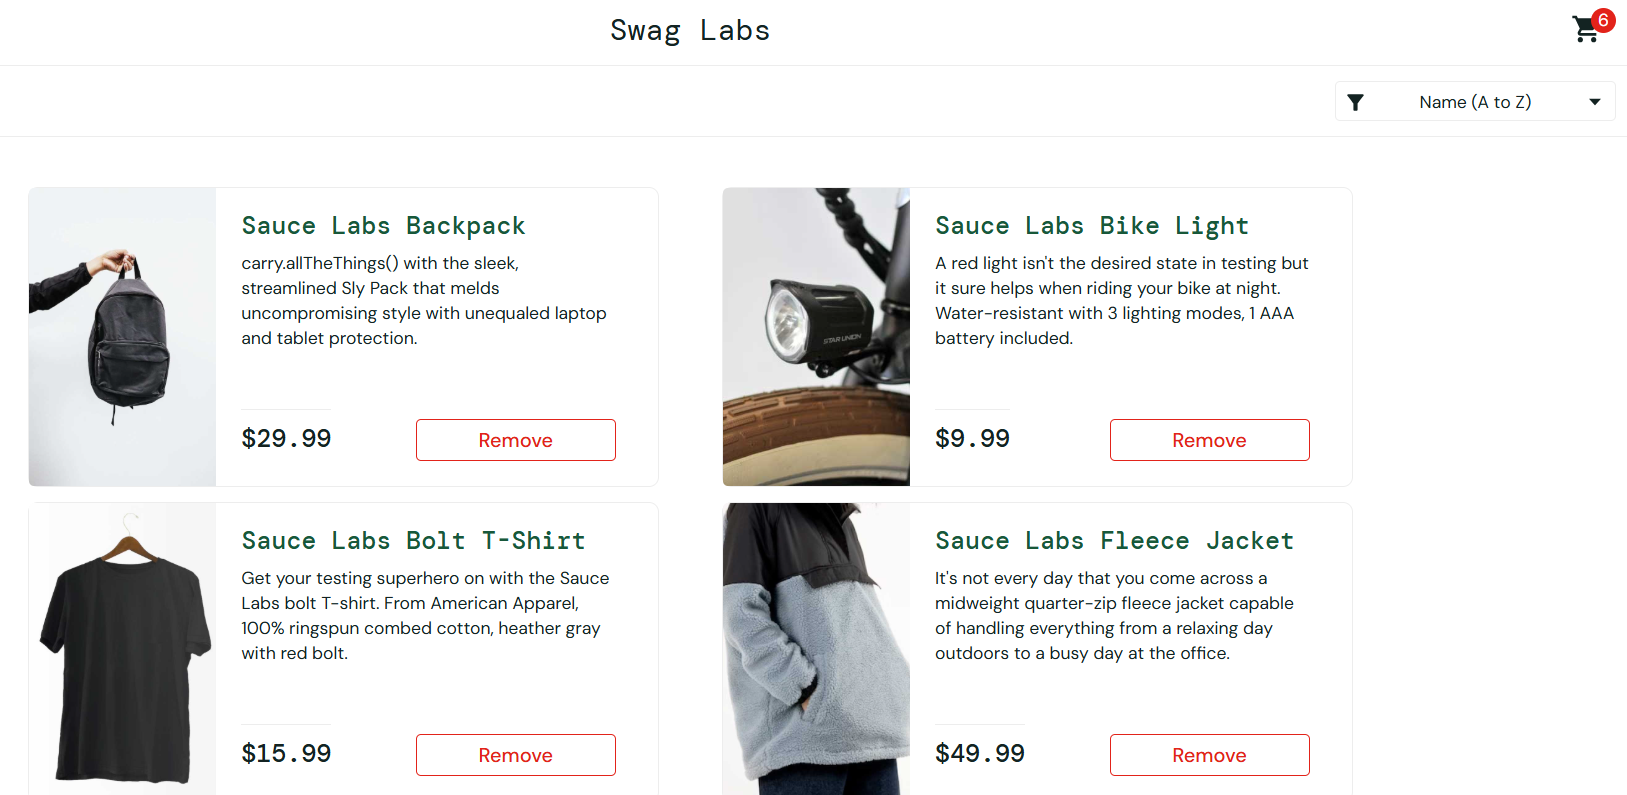 Swag Labs
6
Name (A to Z)
Sauce Labs Backpack
carry.allTheThings() with the sleek,
streamlined Sly Pack that melds
uncompromising style with unequaled laptop
and tablet protection.
$29.99
Remove
Sauce Labs Bike Light
A red light isn't the desired state in testing but
it sure helps when riding your bike at night.
Water-resistant with 3 lighting modes, 1 AAA
battery included.
STAR UNION
$9.99
Remove
Sauce Labs Bolt T-Shirt
Get your testing superhero on with the Sauce
Labs bolt T-shirt. From American Apparel,
100% ringspun combed cotton, heather gray
with red bolt.
$15.99
Remove
Sauce Labs Fleece Jacket
It's not every day that you come across a
midweight quarter-zip fleece jacket capable
of handling everything from a relaxing day
outdoors to a busy day at the office.
$49.99
Remove